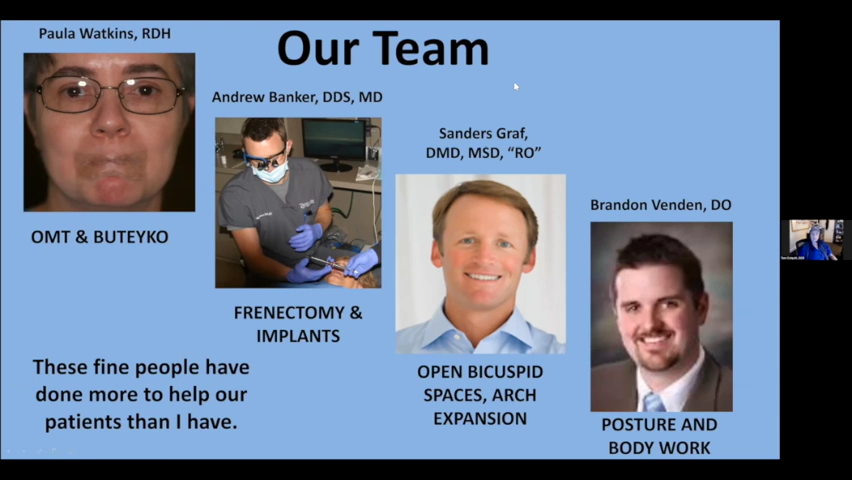 Our Team
Paula Watkins, RDH
OMT & BUTEYKO
Andrew Banker, DDS, MD
FRENECTOMY &
IMPLANTS
Sanders Graf,
DMD, MSD, “RO”
OPEN BICUSPID
SPACES, ARCH
EXPANSION
Brandon Venden, DO
POSTURE AND
BODY WORK
These fine people have
done more to help our
patients than I have.